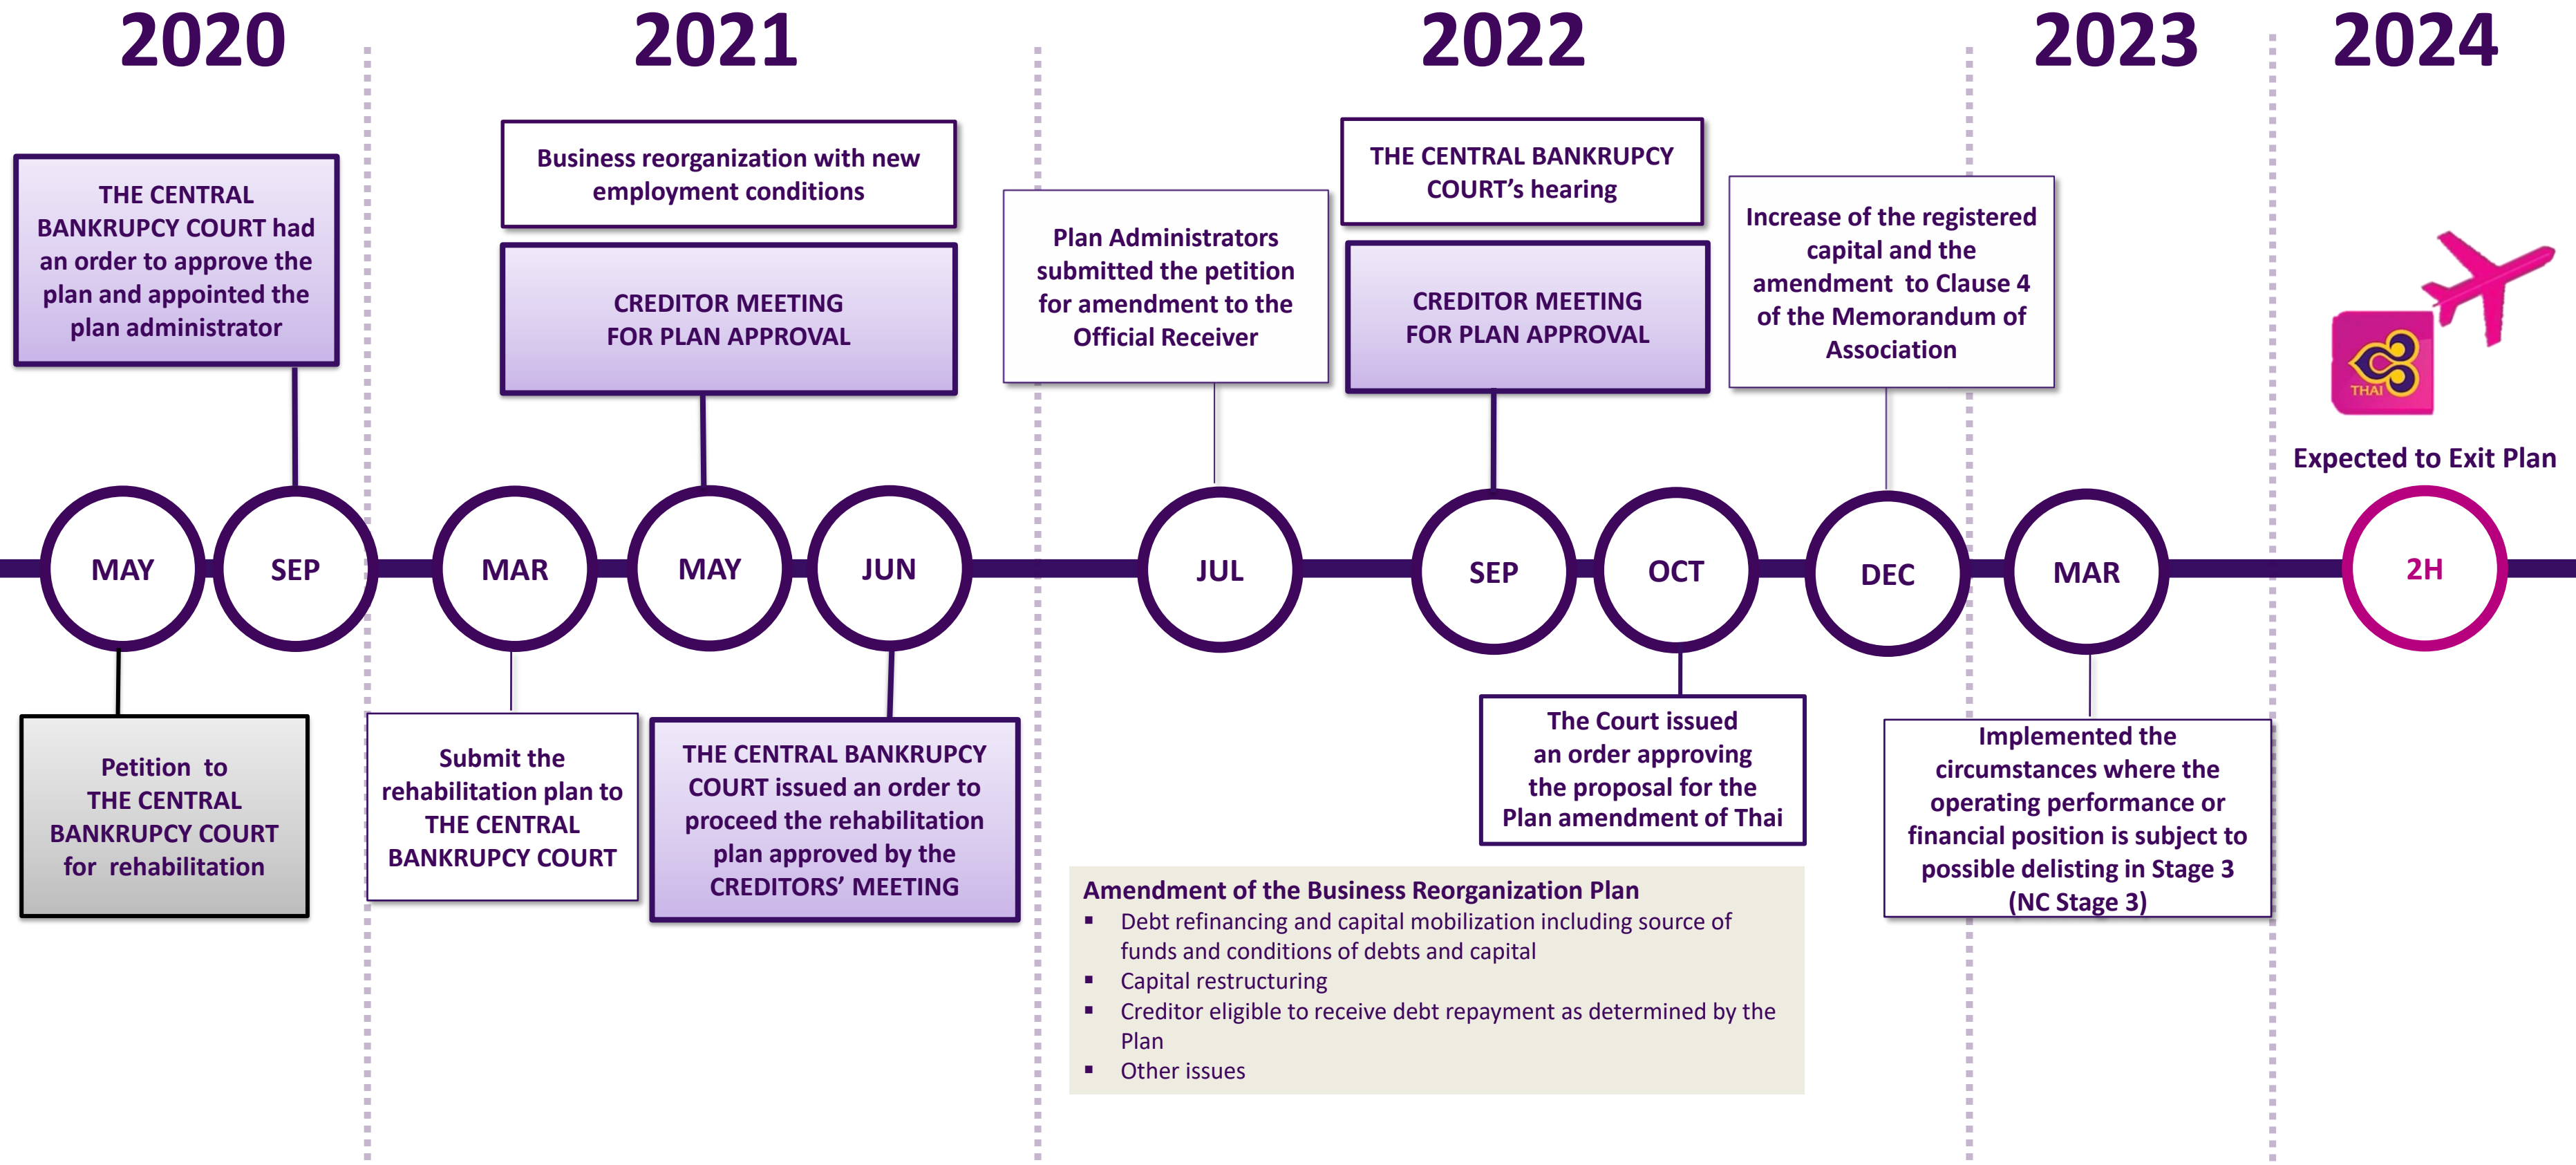 2020
2021
2022
2023
2024
THE CENTRAL
BANKRUPCY COURT had
an order to approve the
plan and appointed the
plan administrator
Business reorganization with new
employment conditions
CREDITOR MEETING
FOR PLAN APPROVAL
Plan Administrators
submitted the petition
for amendment to the
Official Receiver
THE CENTRAL BANKRUPCY
COURT’s hearing
CREDITOR MEETING
FOR PLAN APPROVAL
Increase of the registered
capital and the
amendment to Clause 4
of the Memorandum of
Association
THAI
Expected to Exit Plan
MAY
SEP
MAR
MAY
JUN
JUL
SEP
OCT
DEC
MAR
2H
Petition to
THE CENTRAL
BANKRUPCY COURT
for rehabilitation
Submit the
rehabilitation plan to
THE CENTRAL
BANKRUPCY COURT
THE CENTRAL BANKRUPCY
COURT issued an order to
proceed the rehabilitation
plan approved by the
CREDITORS’ MEETING
The Court issued
an order approving
the proposal for the
Plan amendment of Thai
Implemented the
circumstances where the
operating performance or
financial position is subject to
possible delisting in Stage 3
(NC Stage 3)
Amendment of the Business Reorganization Plan
▪ Debt refinancing and capital mobilization including source of
funds and conditions of debts and capital
▪ Capital restructuring
▪ Creditor eligible to receive debt repayment as determined by the
Plan
▪ Other issues